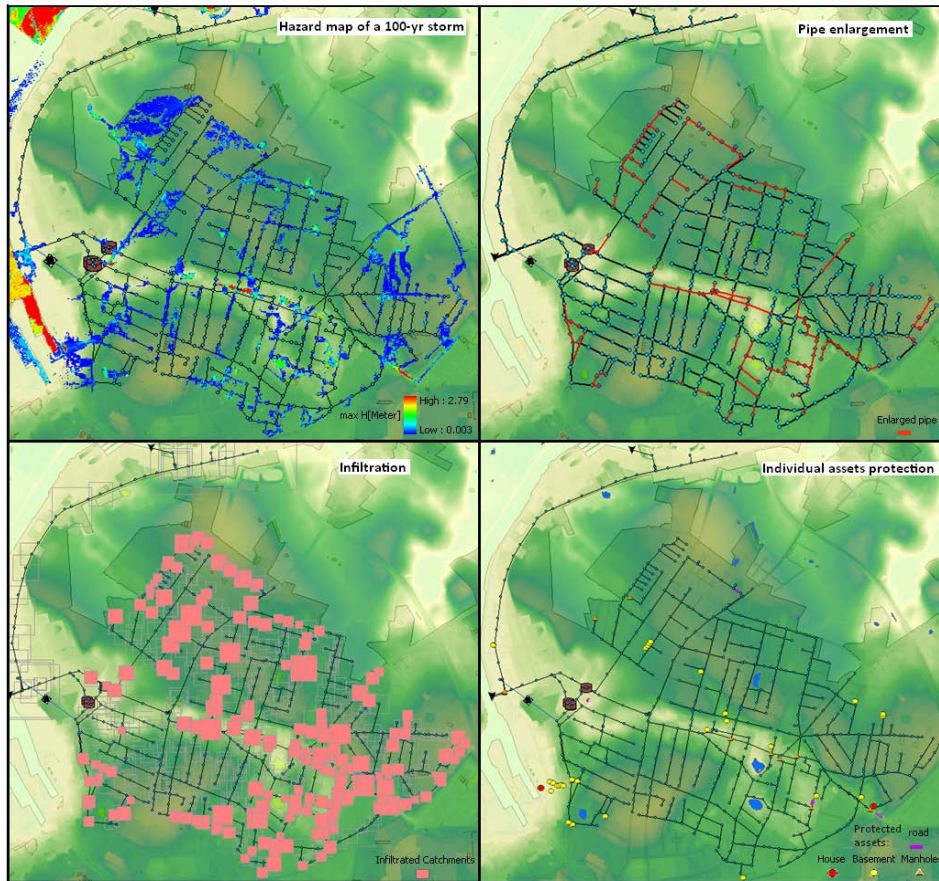 Hazard map of a 100-yr storm
max H[Meter]
High : 2.79
Low : 0.003
Pipe enlargement
Enlarged pipe
Infiltration
Infiltrated Catchments
Individual assets protection
Protected assets:
road
House
Basement
Manholes